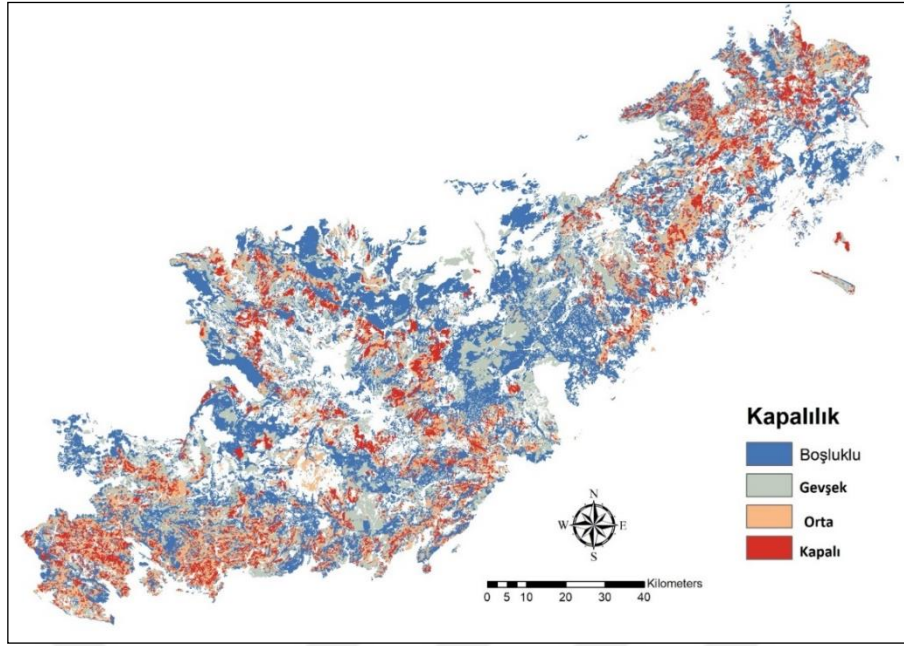 Kapalılık
Boşluklu
Gevşek
Orta
Kapalı
N
W E
S
Kilometers
0 5 10 20 30 40